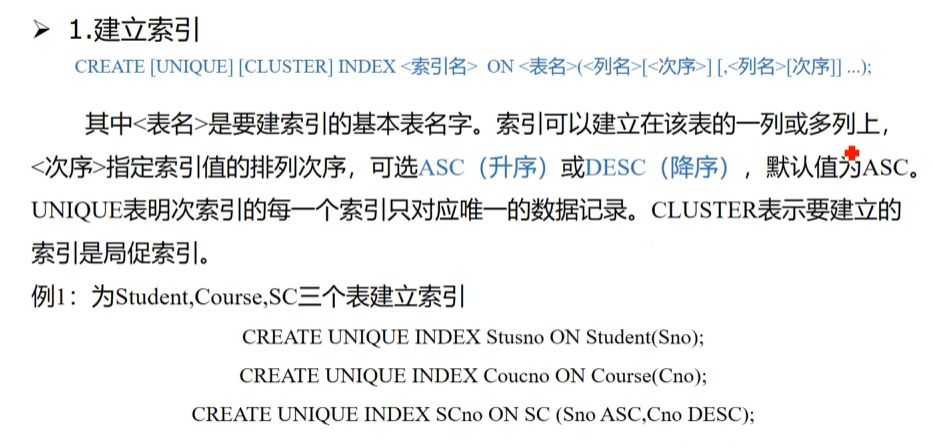 ➢ 1.建立索引
CREATE [UNIQUE] [CLUSTER] INDEX <索引名> ON <表名>(<列名>[<次序>] [,<列名>[次序]] ...);
其中<表名>是要建索引的基本表名字。索引可以建立在该表的一列或多列上，
<次序>指定索引值的排列次序，可选ASC（升序）或DESC（降序），默认值为ASC。
UNIQUE表明次索引的每一个索引只对应唯一的数据记录。CLUSTER表示要建立的
索引是局促索引。
例1：为Student,Course,SC三个表建立索引
CREATE UNIQUE INDEX Stusno ON Student(Sno);
CREATE UNIQUE INDEX Coucno ON Course(Cno);
CREATE UNIQUE INDEX SCno ON SC (Sno ASC,Cno DESC);